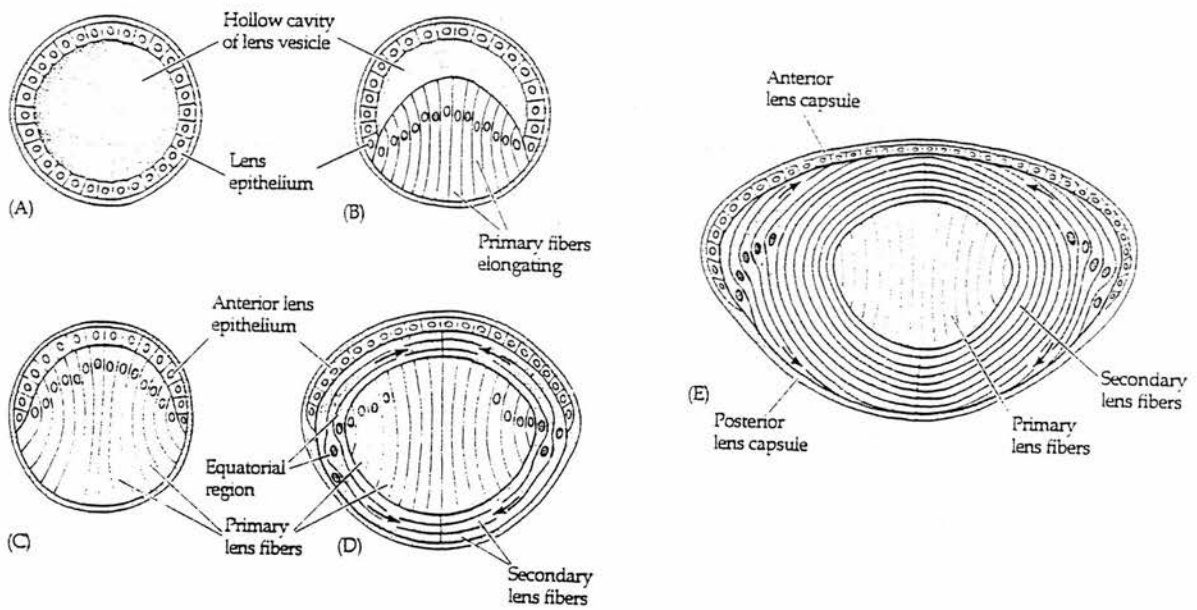 Hollow cavity
of lens vesicle
Lens
epithelium
(A)
(B)
Primary fibers
elongating
Anterior lens
epithelium
Equatorial
region
Primary
lens fibers
(C)
(D)
Secondary
lens fibers
Anterior
lens capsule
(E)
Posterior
lens capsule
Secondary
lens fibers
Primary
lens fibers